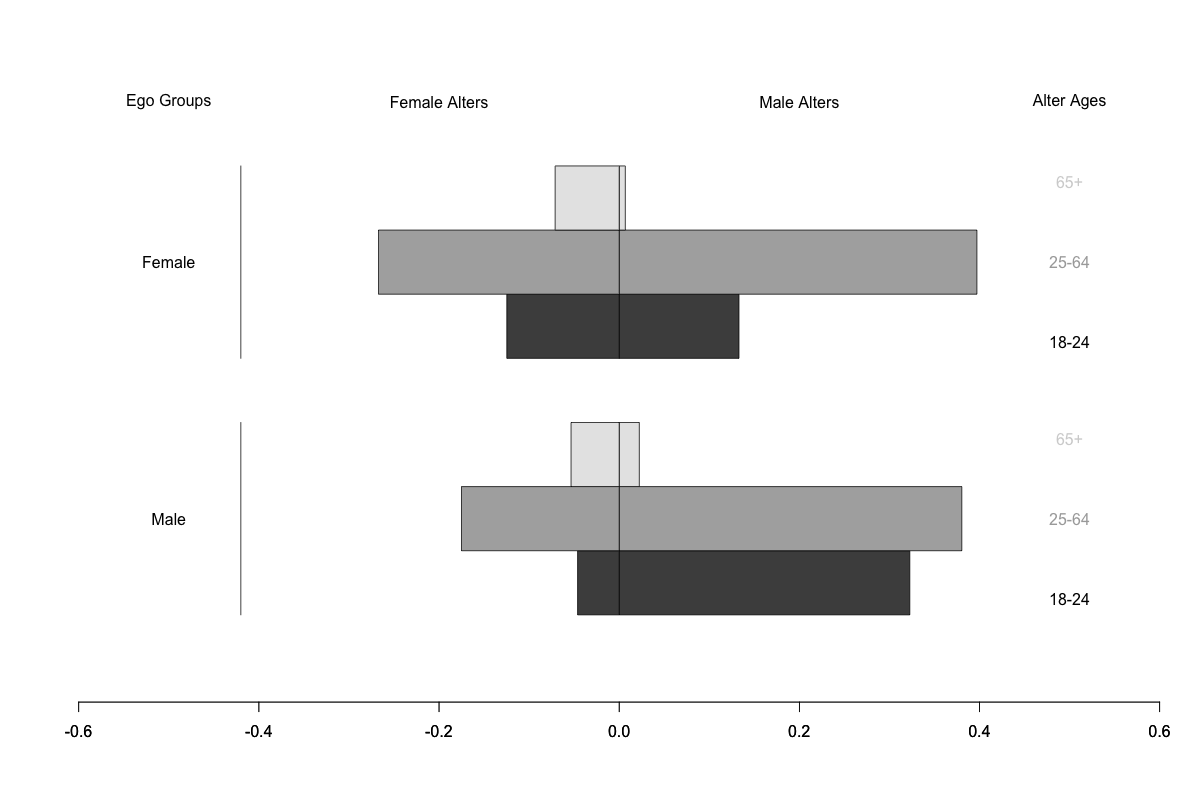 Ego Groups
Female Alters
Male Alters
Alter Ages
65+
Female
25-64
18-24
65+
Male
25-64
18-24
-0.6
-0.4
-0.2
0.0
0.2
0.4
0.6